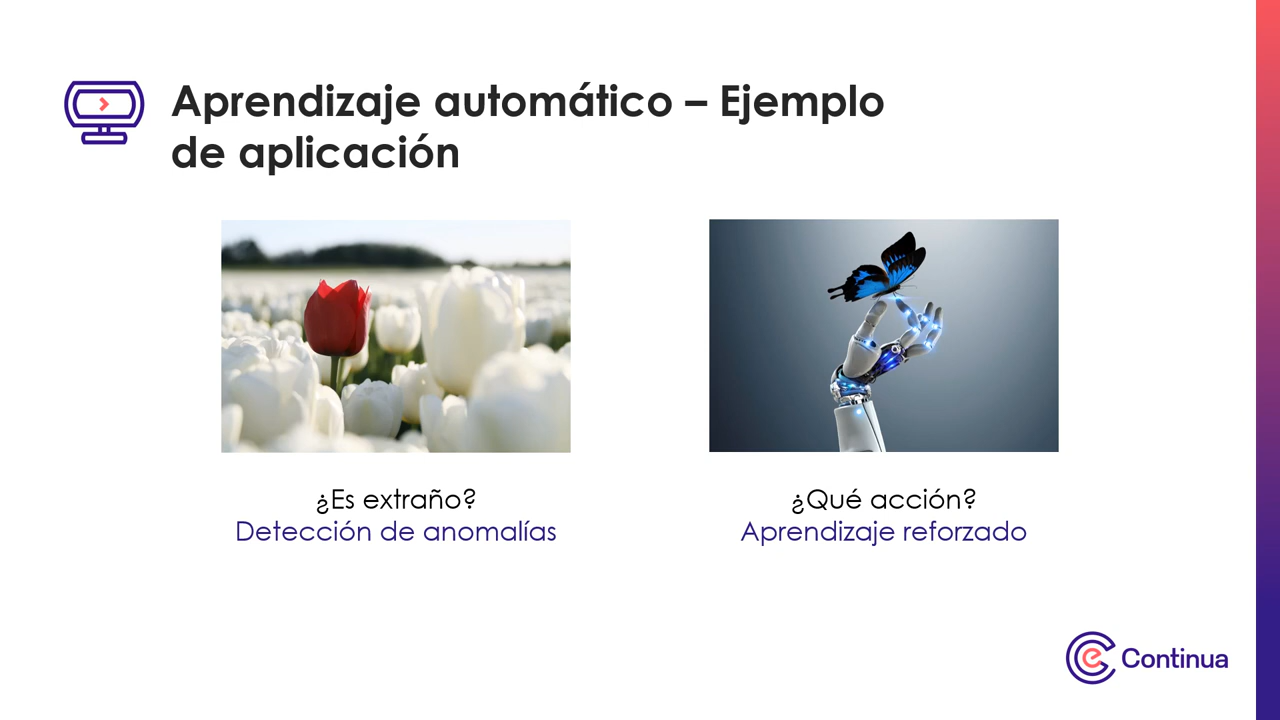 Aprendizaje automático – Ejemplo
de aplicación
¿Es extraño?
Detección de anomalías
¿Qué acción?
Aprendizaje reforzado
Continua